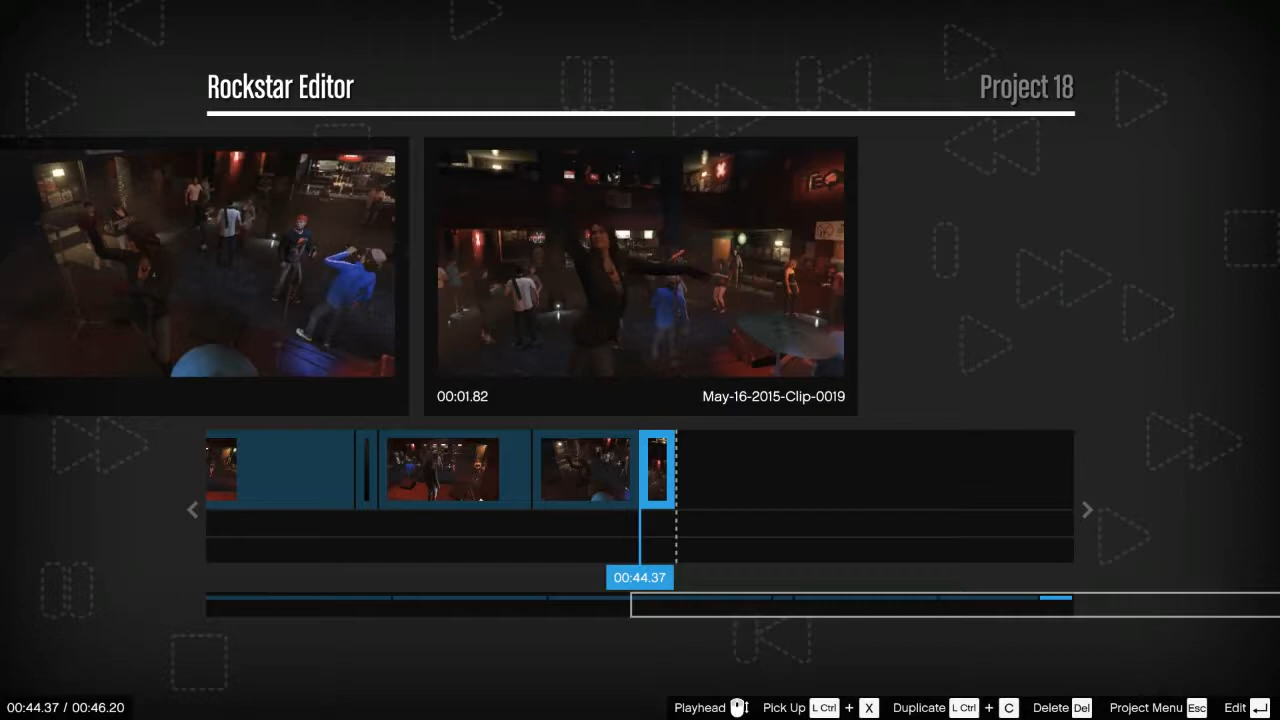 Rockstar Editor
Project 18
00:01.82
May-16-2015-Clip-0019
00:44.37
00:44.37 / 00:46.20
Playhead
Pick Up L Ctrl + X
Duplicate L Ctrl + C
Delete Del
Project Menu Esc
Edit